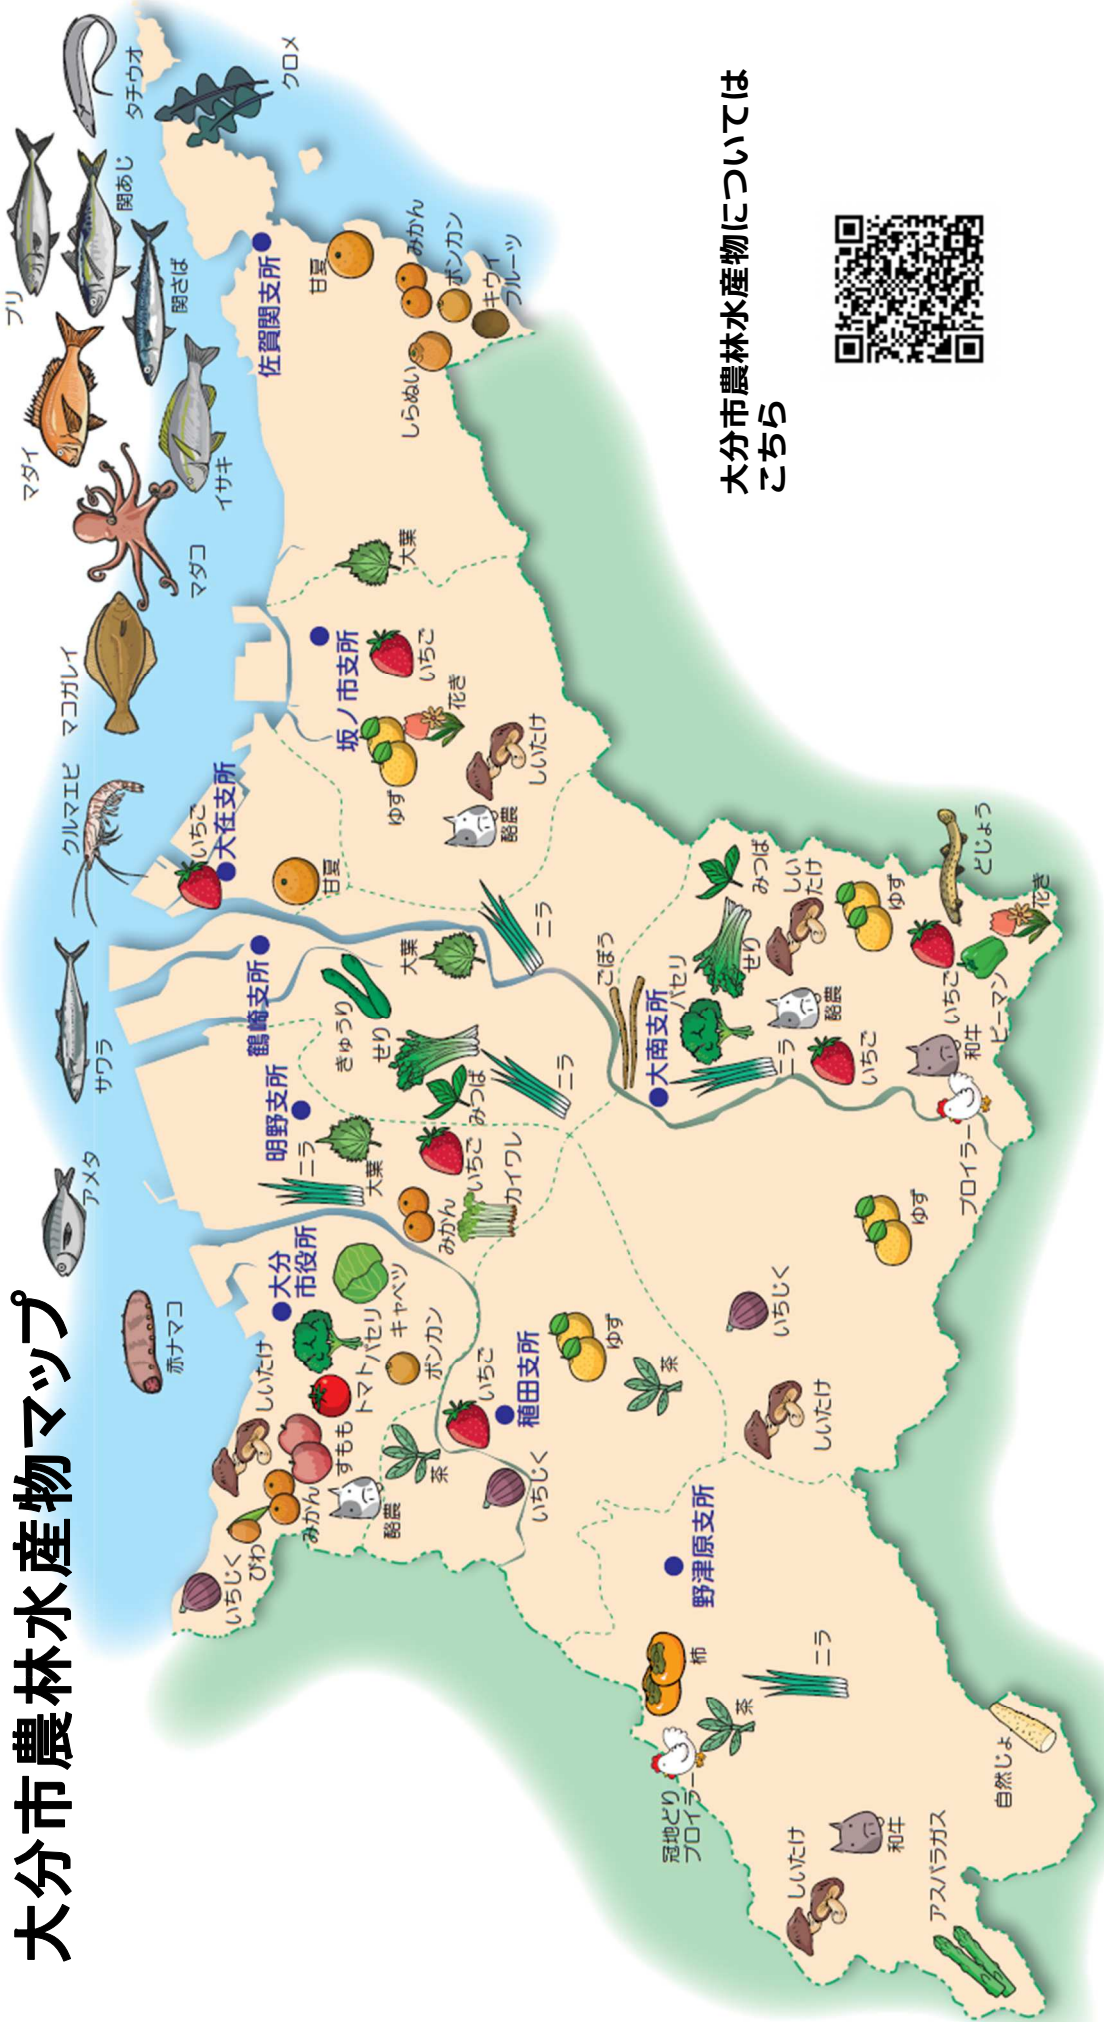 大分市農林水産物マップ
アメタ
サワラ
クルマエビ
マコガレイ
マダイ
ブリ
タチウオ
赤ナマコ
マダコ
イサキ
関さば
関あじ
クロメ
いちじく
びわ
みかん
しいたけ
すもも
トマト
パセリ
キャベツ
ポンカン
酪農
茶
大分
市役所
ニラ
大葉
みかん
いちご
カイワレ
明野支所
鶴崎支所
きゅうり
せり
みつば
ニラ
大葉
ニラ
いちご
大在支所
甘夏
坂ノ市支所
いちご
ゆず
花き
しいたけ
酪農
大葉
佐賀関支所
甘夏
みかん
ポンカン
キウイ
フルーツ
しらぬい
いちご
稙田支所
いちじく
ゆず
茶
ごぼう
大南支所
パセリ
せり
みつば
しい
たけ
ゆず
ニラ
酪農
いちご
いちご
ピーマン
花き
どじょう
和牛
ブロイラー
ゆず
いちじく
しいたけ
野津原支所
柿
茶
ニラ
冠地どり
ブロイラー
しいたけ
和牛
アスパラガス
自然じょ
大分市農林水産物については
こちら